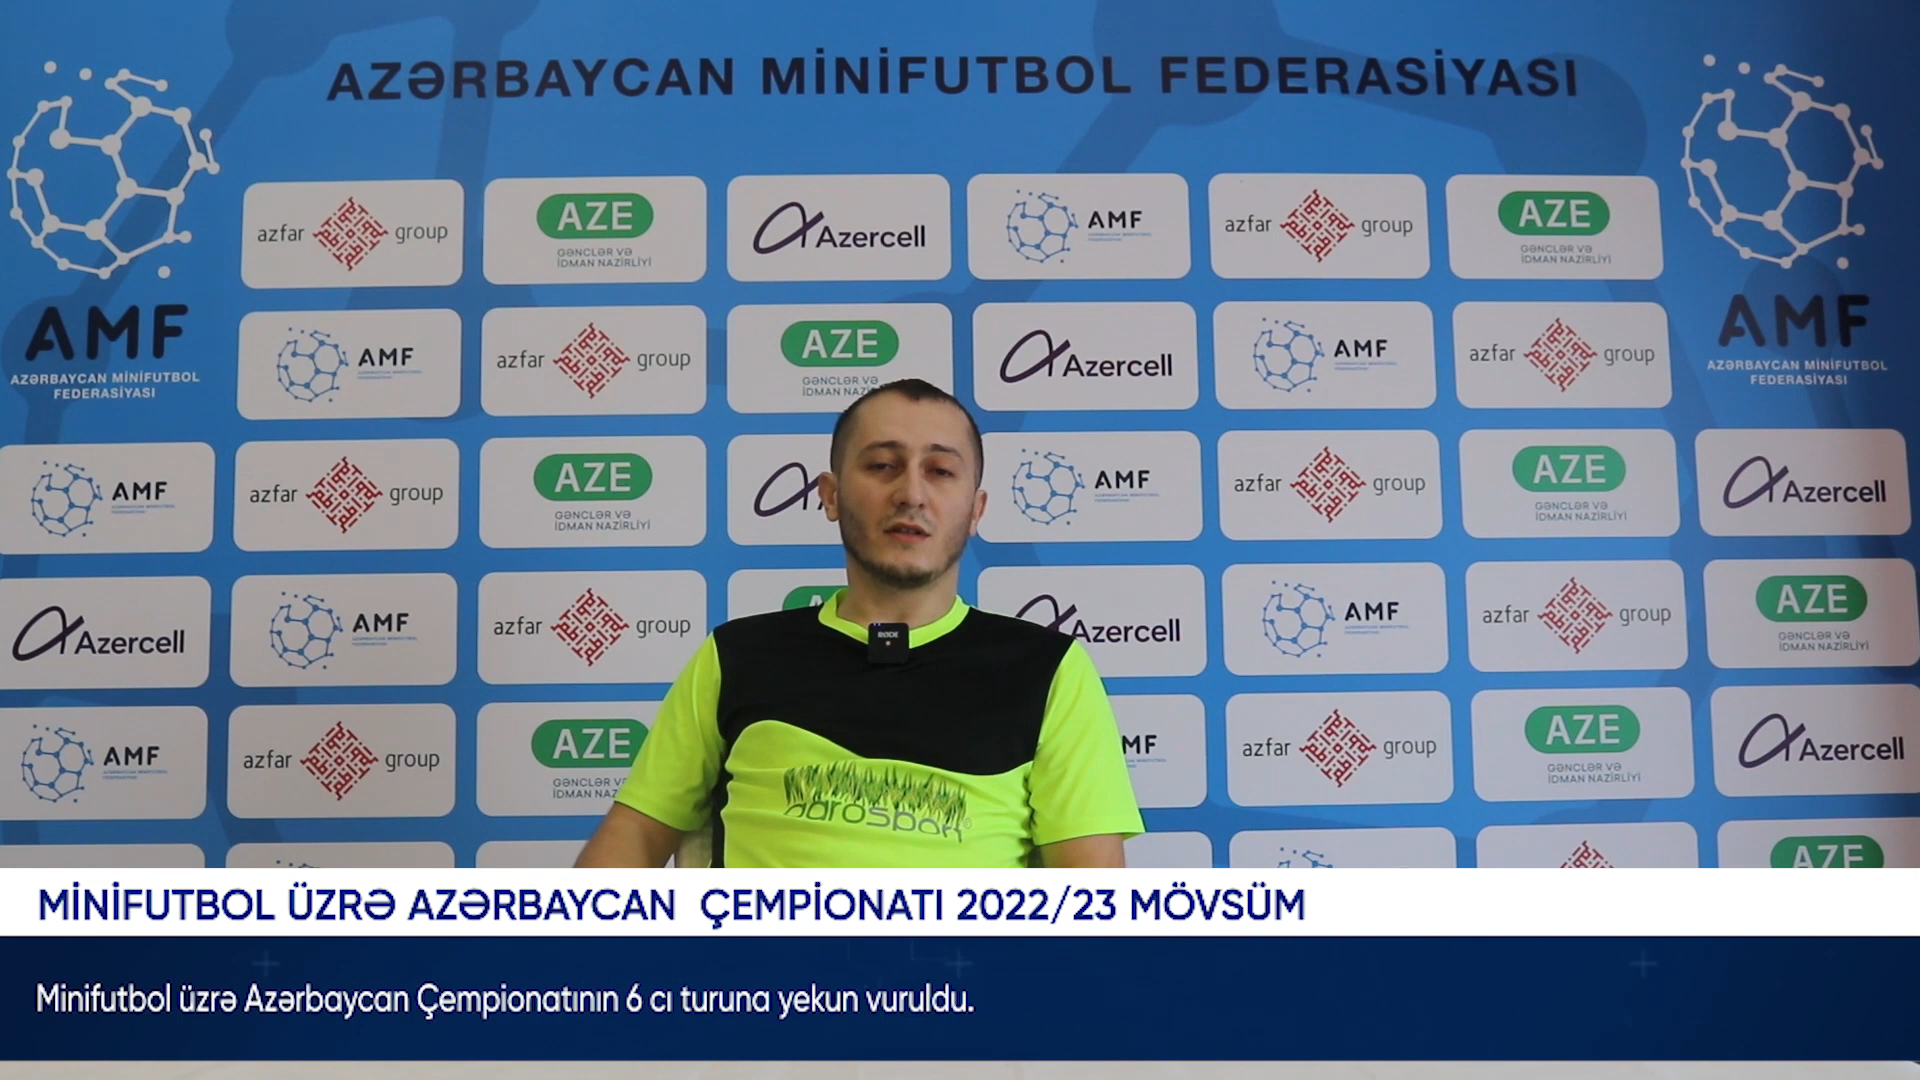 AZƏRBAYCAN MİNİFUTBOL FEDERASİYASI
AMF
AZƏRBAYCAN MİNİFUTBOL
FEDERASİYASI
AMF
AZƏRBAYCAN MİNİFUTBOL
FEDERASİYASI
azfar group
AZE
GƏNCLƏR VƏ
İDMAN NAZİRLİYİ
Azercell
AMF
azfar group
AZE
GƏNCLƏR VƏ
İDMAN NAZİRLİYİ
AMF
azfar group
AZE
GƏNCLƏR VƏ
Azercell
AMF
azfar group
AMF
azfar group
AZE
GƏNCLƏR VƏ
İDMAN NAZİRLİYİ
AMF
azfar group
AZE
GƏNCLƏR VƏ
İDMAN NAZİRLİYİ
Azercell
Azercell
AMF
azfar group
Azercell
AMF
azfar group
AZE
GƏNCLƏR VƏ
İDMAN NAZİRLİYİ
RØDE
AMF
azfar group
AZE
MF
azfar group
AZE
GƏNCLƏR VƏ
İDMAN NAZİRLİYİ
Azercell
AZE
MİNİFUTBOL ÜZRƏ AZƏRBAYCAN ÇEMPİONATI 2022/23 MÖVSÜM
Minifutbol üzrə Azərbaycan Çempionatının 6 cı turuna yekun vuruldu.